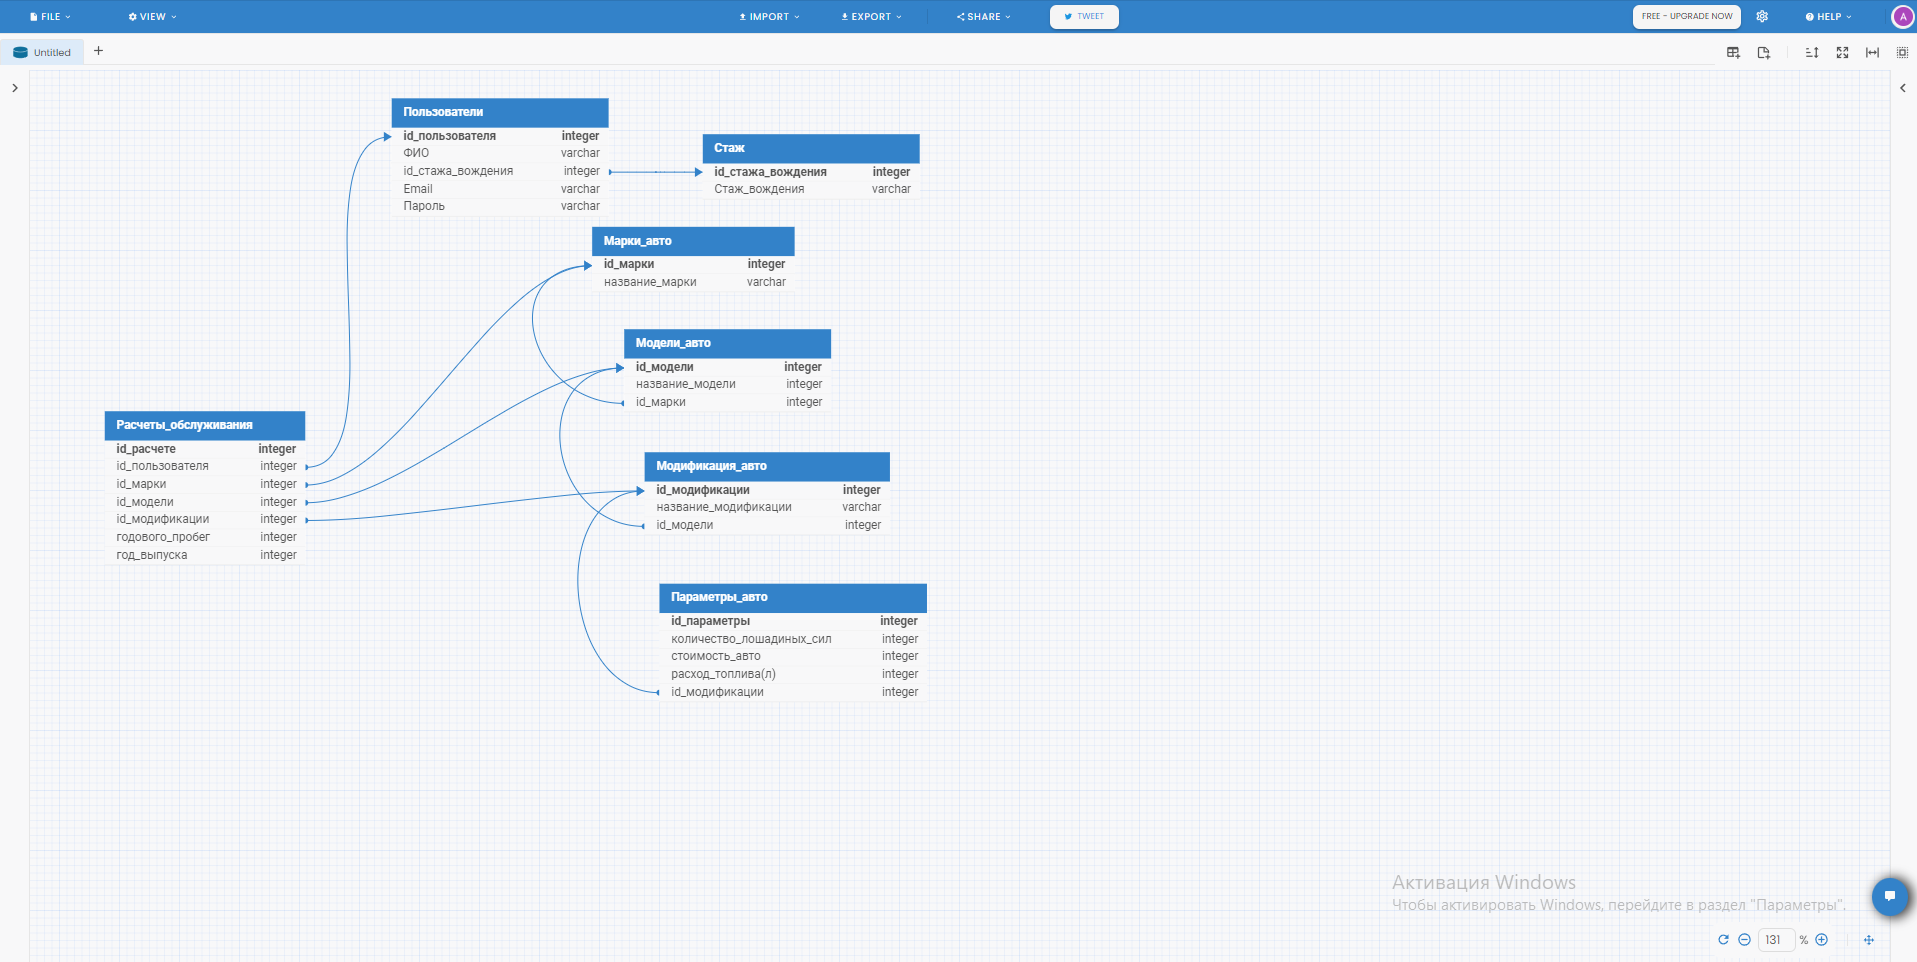 FILE VIEW IMPORT EXPORT SHARE TWEET FREE – UPGRADE NOW HELP A
Untitled
Пользователи
id_пользователя integer
ФИО varchar
id_стажа_вождения integer
Email varchar
Пароль varchar
Стаж
id_стажа_вождения integer
Стаж_вождения varchar
Марки_авто
id_марки integer
название_марки varchar
Модели_авто
id_модели integer
название_модели integer
id_марки integer
Расчеты_обслуживания
id_расчете integer
id_пользователя integer
id_марки integer
id_модели integer
id_модификации integer
годового_пробег integer
год_выпуска integer
Модификация_авто
id_модификации integer
название_модификации varchar
id_модели integer
Параметры_авто
id_параметры integer
количество_лошадиных_сил integer
стоимость_авто integer
расход_топлива(л) integer
id_модификации integer
Активация Windows
Чтобы активировать Windows, перейдите в раздел "Параметры".
131 %